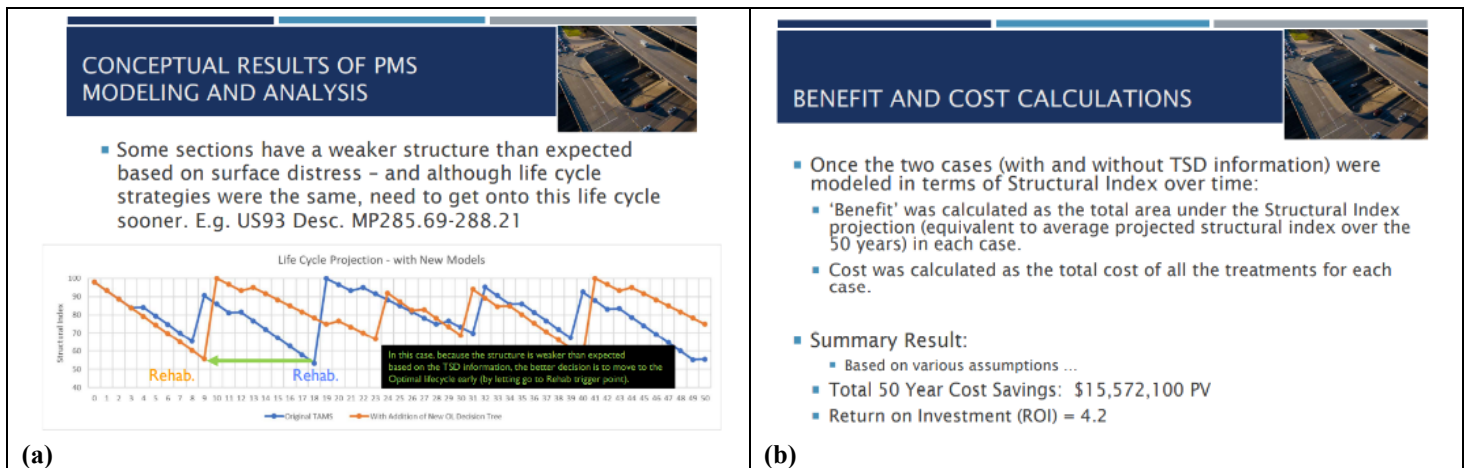 CONCEPTUAL RESULTS OF PMS
MODELING AND ANALYSIS
▪ Some sections have a weaker structure than expected
based on surface distress – and although life cycle
strategies were the same, need to get onto this life cycle
sooner. E.g. US93 Desc. MP285.69-288.21
Life Cycle Projection - with New Models
Structural Index
100
90
80
70
60
50
40
Rehab.
Rehab.
In this case, because the structure is weaker than expected
based on the TSD information, the better decision is to move to the
Optimal lifecycle early (by letting go to Rehab trigger point).
0 1 2 3 4 5 6 7 8 9 10 11 12 13 14 15 16 17 18 19 20 21 22 23 24 25 26 27 28 29 30 31 32 33 34 35 36 37 38 39 40 41 42 43 44 45 46 47 48 49 50
Original TAMS
With Addition of New OL Decision Tree
(a)
BENEFIT AND COST CALCULATIONS
▪ Once the two cases (with and without TSD information) were
modeled in terms of Structural Index over time:
▪ ‘Benefit’ was calculated as the total area under the Structural Index
projection (equivalent to average projected structural index over the
50 years) in each case.
▪ Cost was calculated as the total cost of all the treatments for each
case.
▪ Summary Result:
▪ Based on various assumptions ...
▪ Total 50 Year Cost Savings: $15,572,100 PV
▪ Return on Investment (ROI) = 4.2
(b)